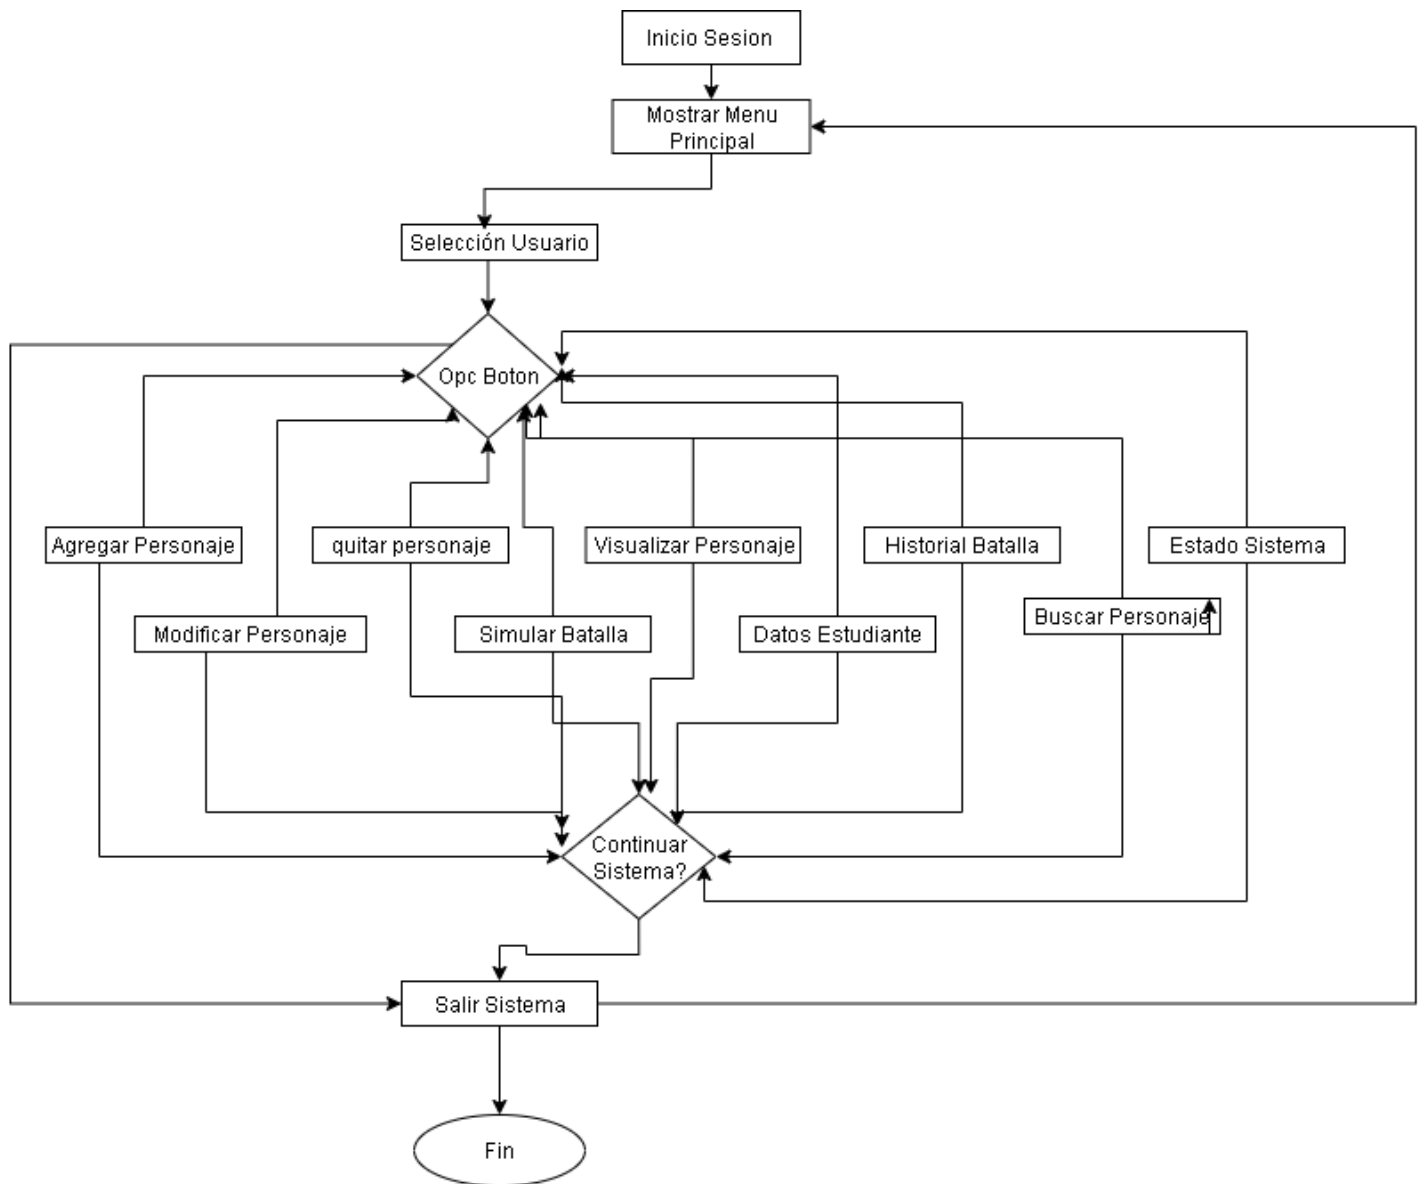 Inicio Sesion
Mostrar Menu
Principal
Selección Usuario
Opc Boton
Agregar Personaje
quitar personaje
Visualizar Personaje
Historial Batalla
Estado Sistema
Modificar Personaje
Simular Batalla
Datos Estudiante
Buscar Personaje
Continuar
Sistema?
Salir Sistema
Fin